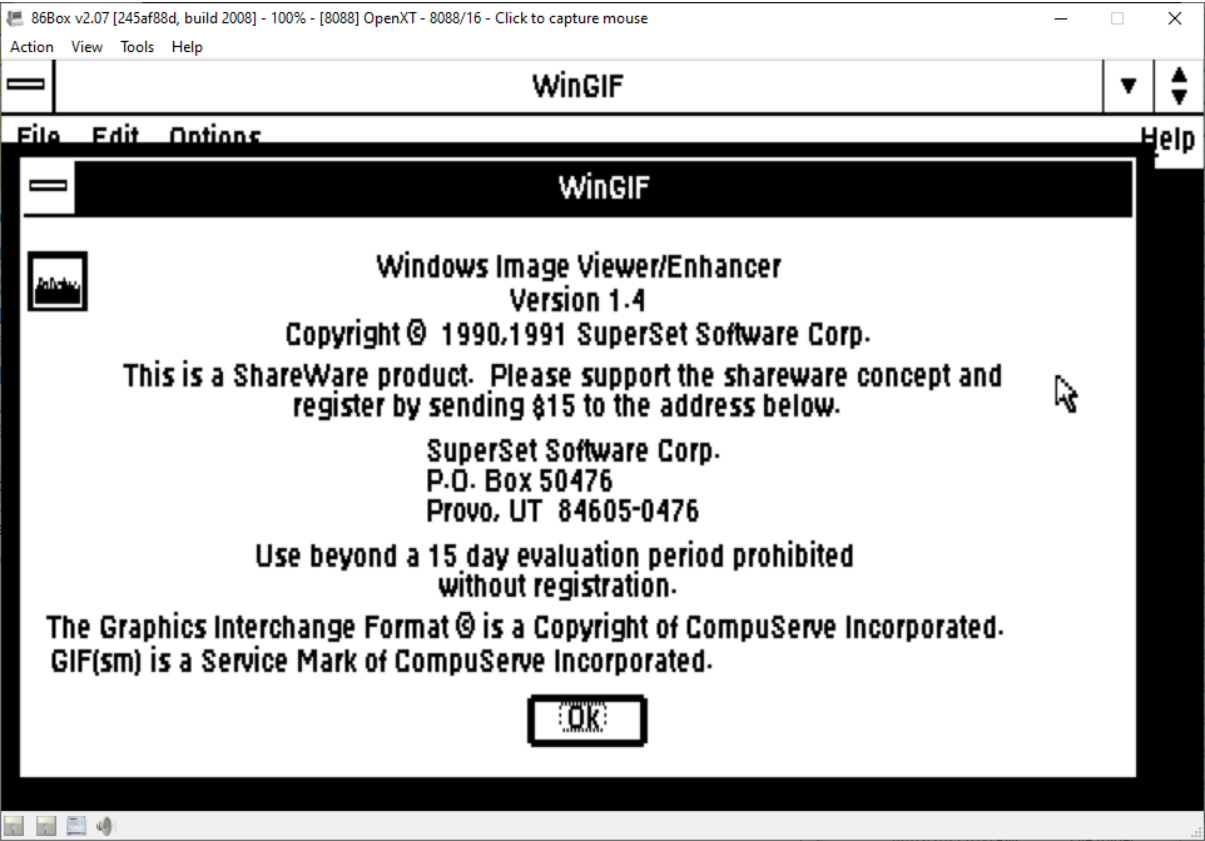 86Box v2.07 [245af88d, build 2008] - 100% - [8088] OpenXT - 8088/16 - Click to capture mouse
Action View Tools Help
WinGIF
File Edit Options Help
WinGIF
Windows Image Viewer/Enhancer
Version 1.4
Copyright © 1990,1991 SuperSet Software Corp.
This is a ShareWare product. Please support the shareware concept and
register by sending $15 to the address below.
SuperSet Software Corp.
P.O. Box 50476
Provo, UT 84605-0476
Use beyond a 15 day evaluation period prohibited
without registration.
The Graphics Interchange Format © is a Copyright of CompuServe Incorporated.
GIF(sm) is a Service Mark of CompuServe Incorporated.
Ok